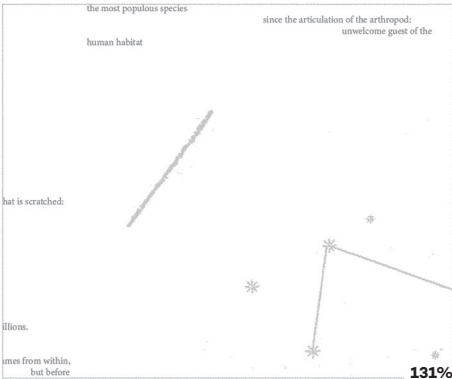 the most populous species
since the articulation of the arthropod:
unwelcome guest of the
human habitat
hat is scratched:
illions.
ames from within,
but before
131%